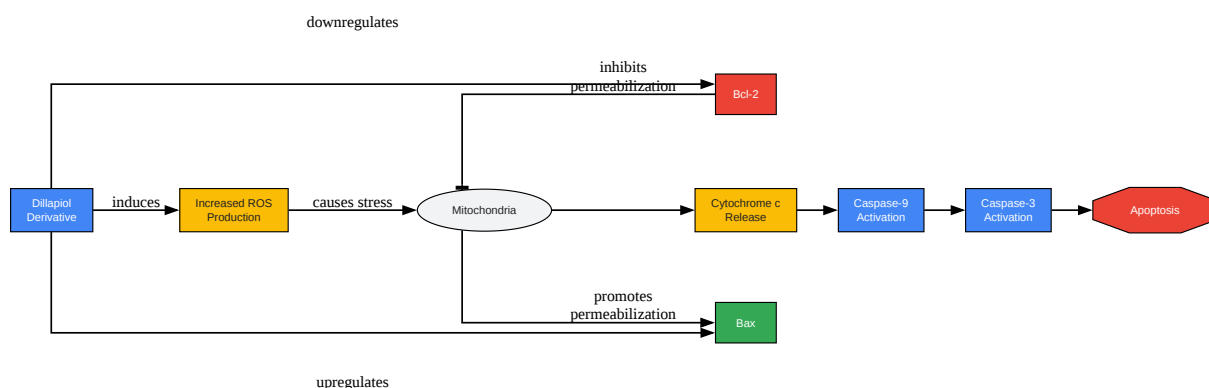 downregulates
inhibits
permeabilization
Bcl-2
Dillapiol
Derivative
induces
Increased ROS
Production
causes stress
Mitochondria
Cytochrome c
Release
Caspase-9
Activation
Caspase-3
Activation
Apoptosis
promotes
permeabilization
Bax
upregulates